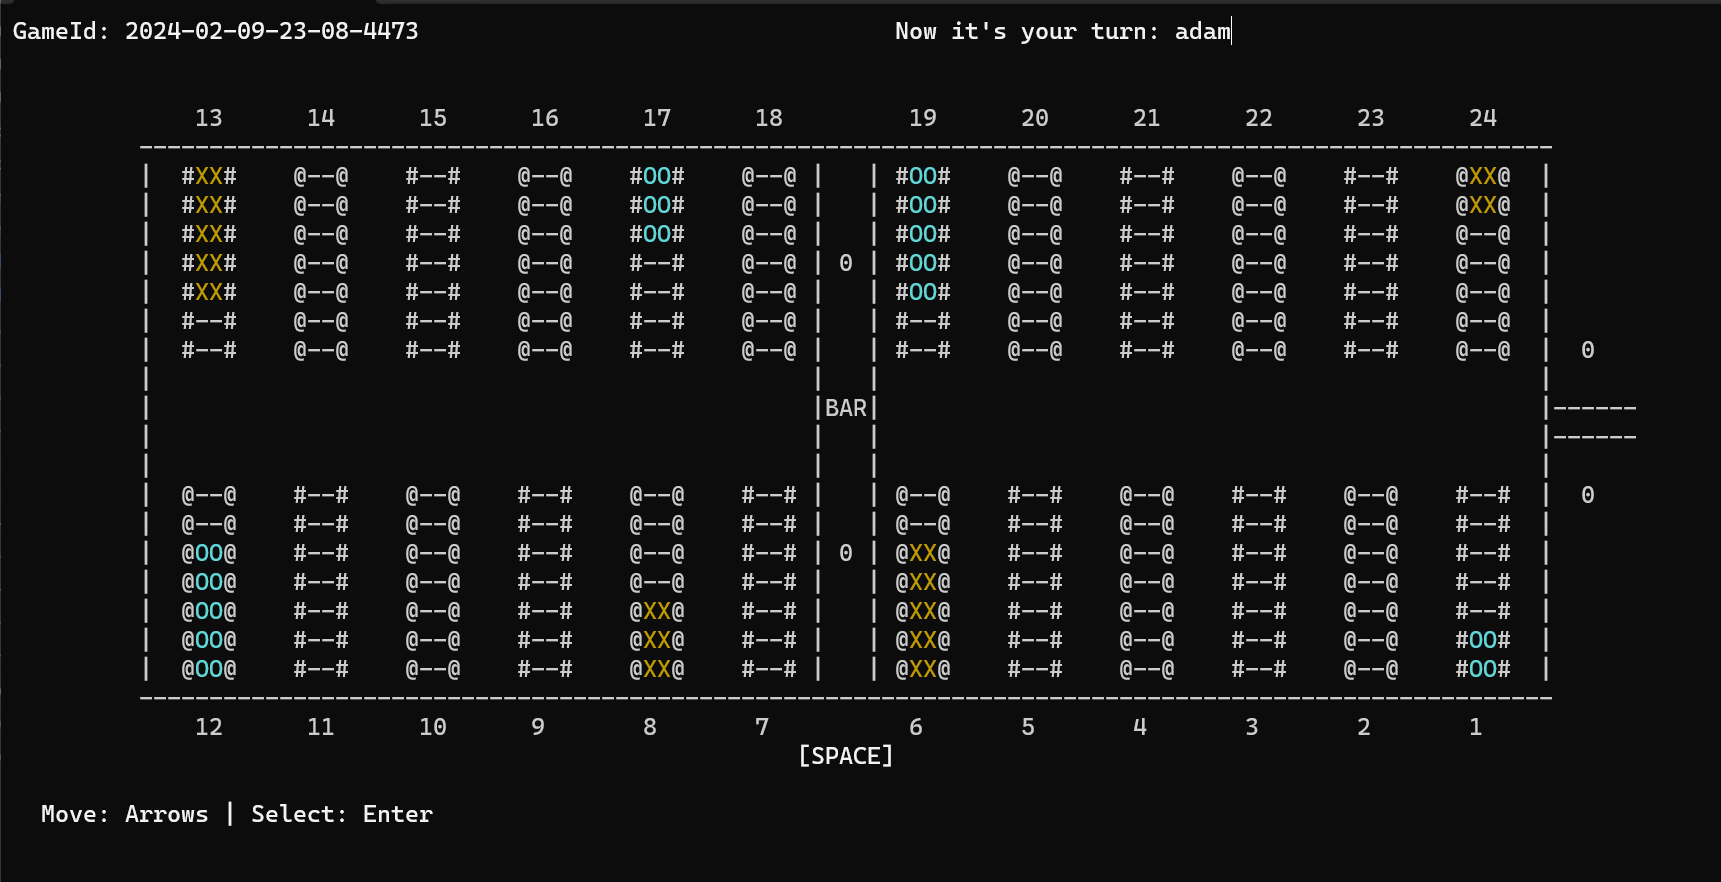 GameId: 2024-02-09-23-08-4473 Now it's your turn: adam
13 14 15 16 17 18 19 20 21 22 23 24
-----------------------------------------------------------------------------------------------------
| #XX# @--@ #--# @--@ #OO# @--@ | | #OO# @--@ #--# @--@ #--# @XX@ |
| #XX# @--@ #--# @--@ #OO# @--@ | | #OO# @--@ #--# @--@ #--# @XX@ |
| #XX# @--@ #--# @--@ #OO# @--@ | | #OO# @--@ #--# @--@ #--# @--@ |
| #XX# @--@ #--# @--@ #--# @--@ | 0 | #OO# @--@ #--# @--@ #--# @--@ |
| #XX# @--@ #--# @--@ #--# @--@ | | #OO# @--@ #--# @--@ #--# @--@ |
| #--# @--@ #--# @--@ #--# @--@ | | #--# @--@ #--# @--@ #--# @--@ |
| #--# @--@ #--# @--@ #--# @--@ | | #--# @--@ #--# @--@ #--# @--@ | 0
| | | |
| |BAR| |------
| | | |------
| | | |
| @--@ #--# @--@ #--# @--@ #--# | | @--@ #--# @--@ #--# @--@ #--# | 0
| @--@ #--# @--@ #--# @--@ #--# | | @--@ #--# @--@ #--# @--@ #--# |
| @OO@ #--# @--@ #--# @--@ #--# | 0 | @XX@ #--# @--@ #--# @--@ #--# |
| @OO@ #--# @--@ #--# @--@ #--# | | @XX@ #--# @--@ #--# @--@ #--# |
| @OO@ #--# @--@ #--# @XX@ #--# | | @XX@ #--# @--@ #--# @--@ #--# |
| @OO@ #--# @--@ #--# @XX@ #--# | | @XX@ #--# @--@ #--# @--@ #OO# |
| @OO@ #--# @--@ #--# @XX@ #--# | | @XX@ #--# @--@ #--# @--@ #OO# |
-----------------------------------------------------------------------------------------------------
12 11 10 9 8 7 6 5 4 3 2 1
[SPACE]
Move: Arrows | Select: Enter